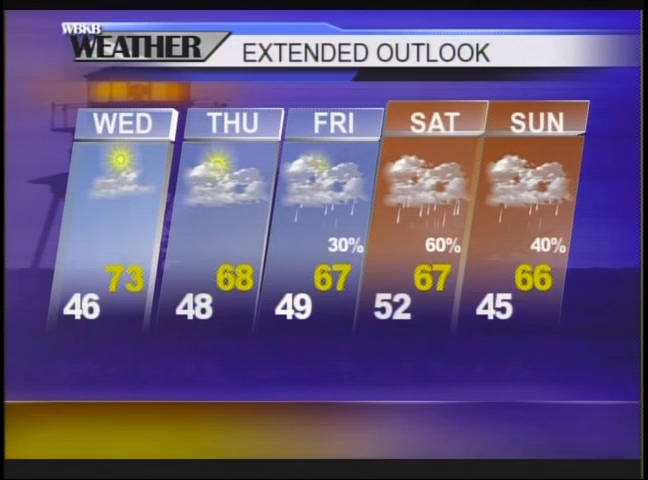 WBKB
WEATHER
EXTENDED OUTLOOK
WED THU FRI SAT SUN
30% 60% 40%
73 68 67 67 66
46 48 49 52 45